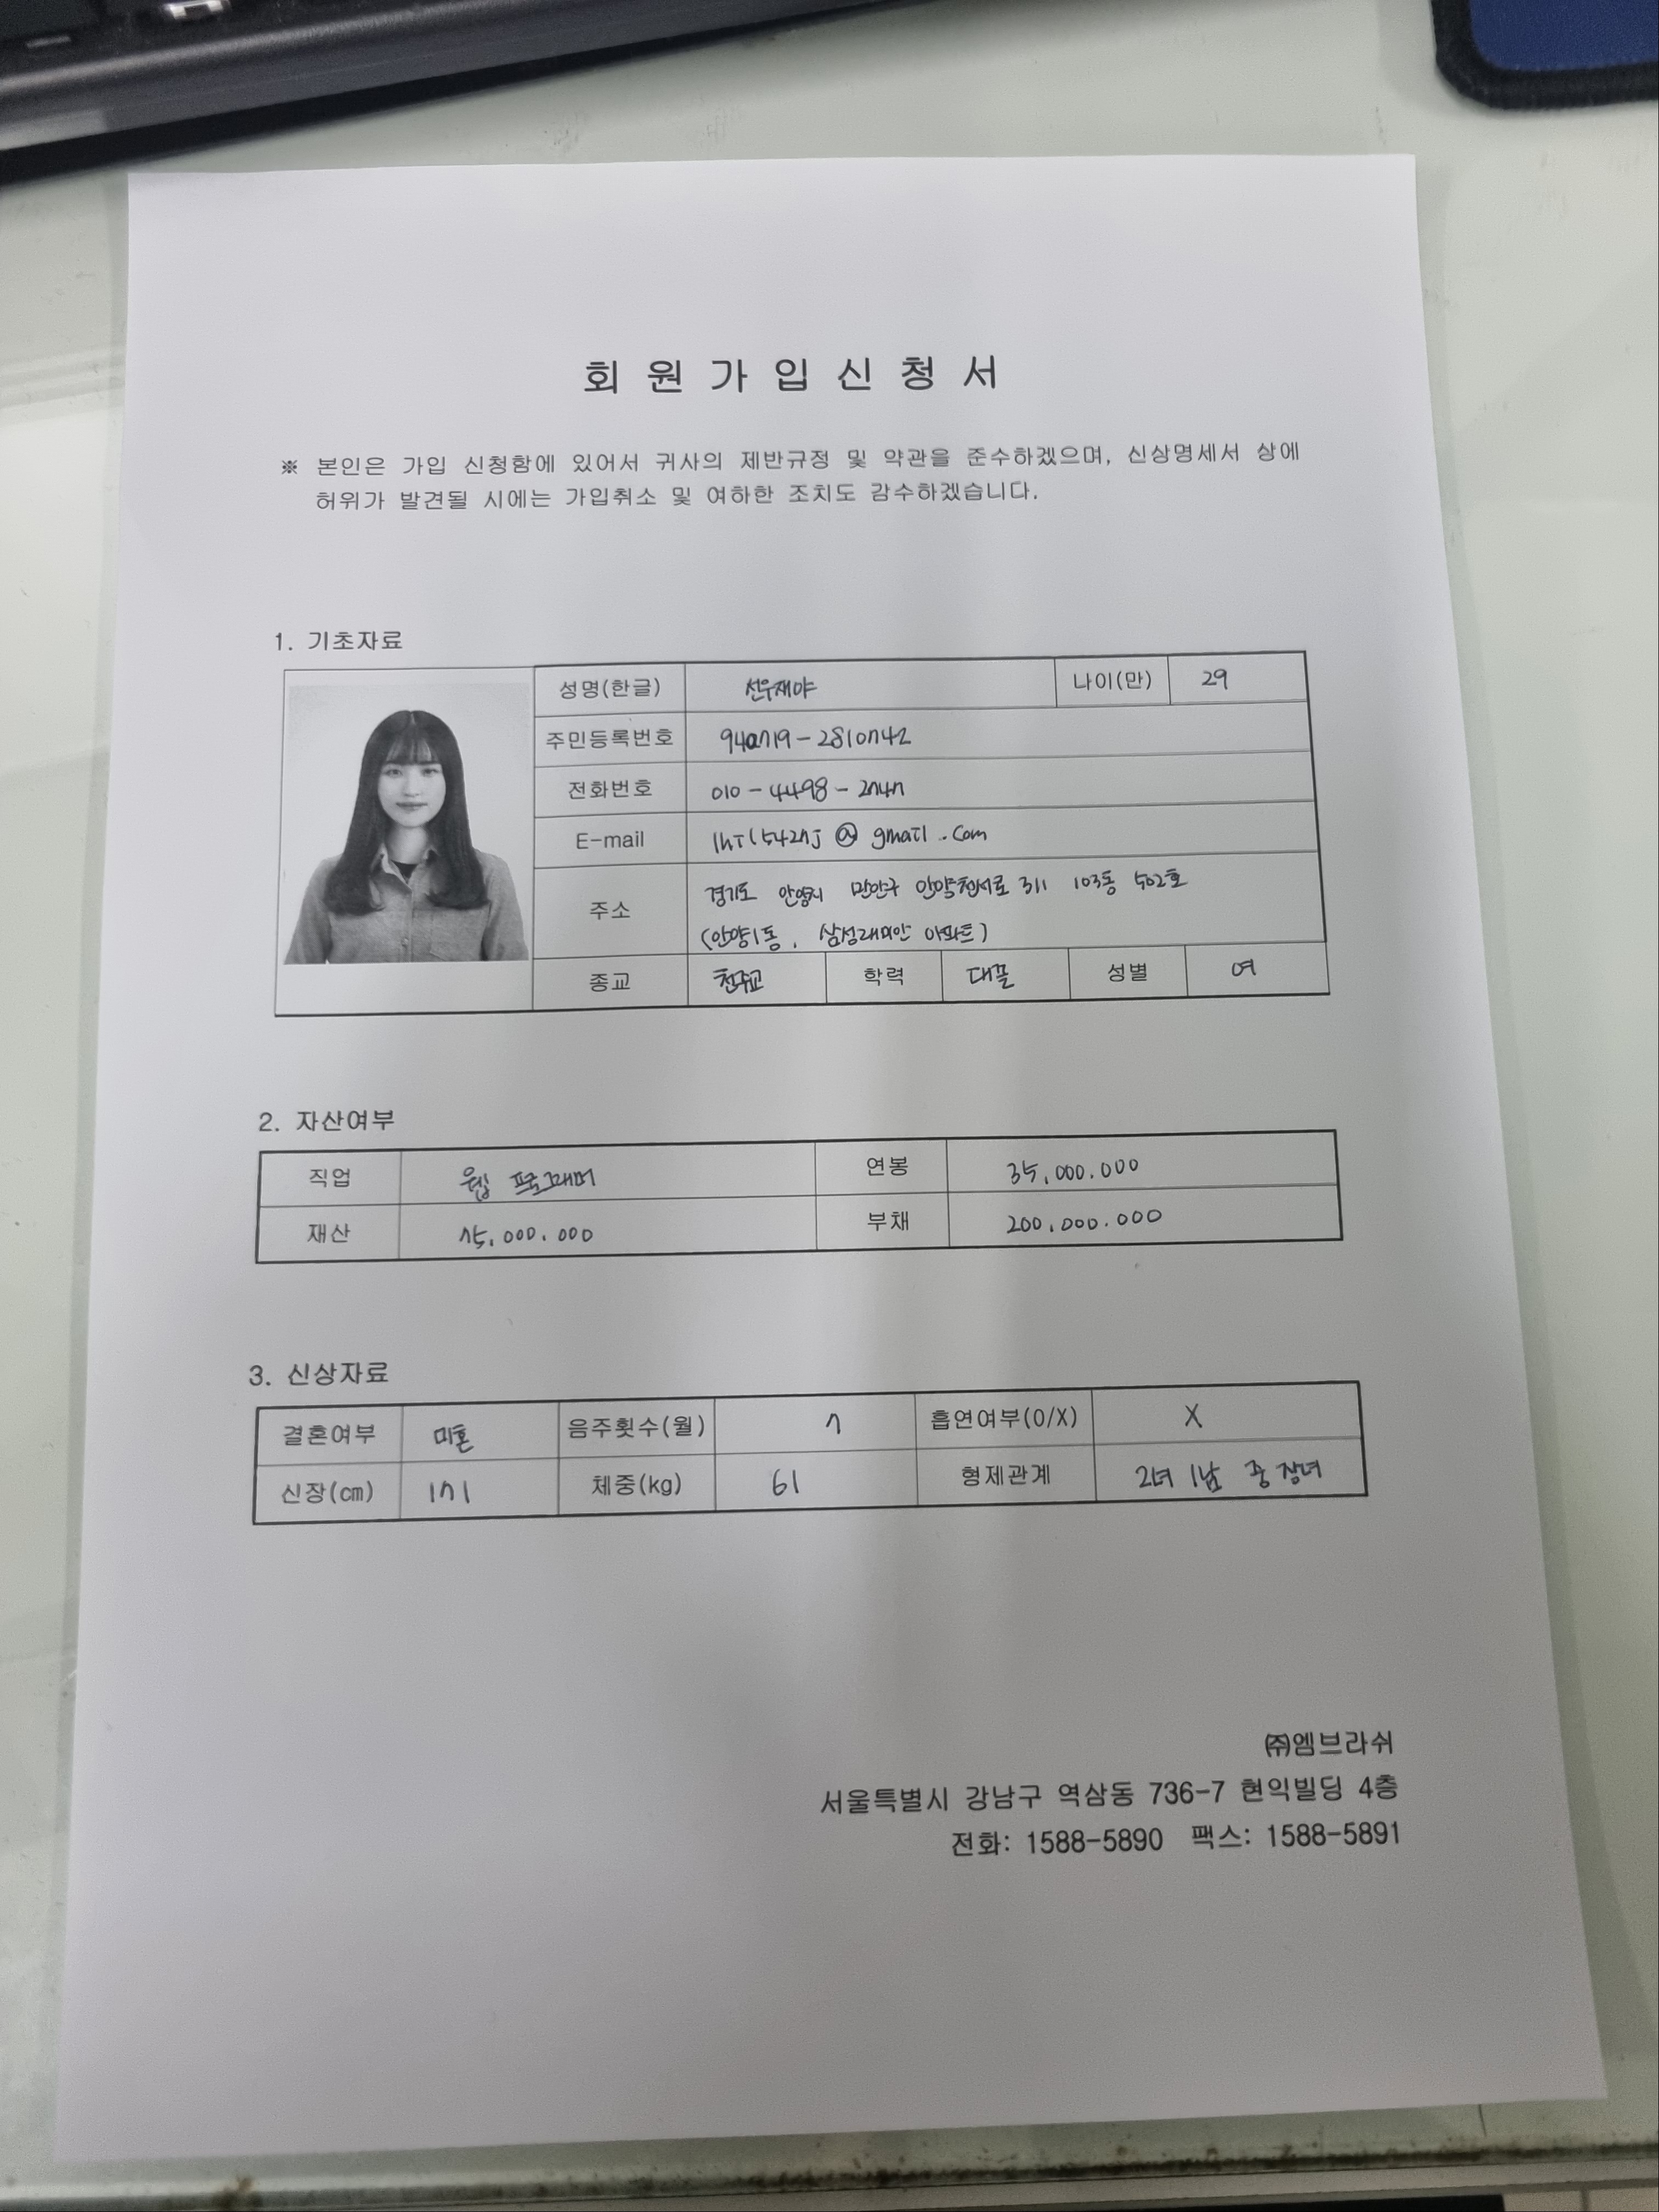 회 원 가 입 신 청 서
※ 본인은 가입 신청함에 있어서 귀사의 제반규정 및 약관을 준수하겠으며, 신상명세서 상에
허위가 발견될 시에는 가입취소 및 여하한 조치도 감수하겠습니다.
1. 기초자료
성명(한글) 선우재야 나이(만) 29
주민등록번호 940719-2810742
전화번호 010-4498-2747
E-mail @ gmail.com
주소 경기도 안양시 만안구 안양천서로 311 103동 502호
(안양1동, 삼성래미안 아파트)
종교 천주교 학력 대졸 성별 여
2. 자산여부
직업 웹 프로그래머 연봉 35,000,000
재산 75,000,000 부채 200,000,000
3. 신상자료
결혼여부 미혼 음주횟수(월) 7 흡연여부(O/X) X
신장(cm) 171 체중(kg) 61 형제관계 2녀 1남 중 장녀
㈜엠브라쉬
서울특별시 강남구 역삼동 736-7 현익빌딩 4층
전화: 1588-5890 팩스: 1588-5891